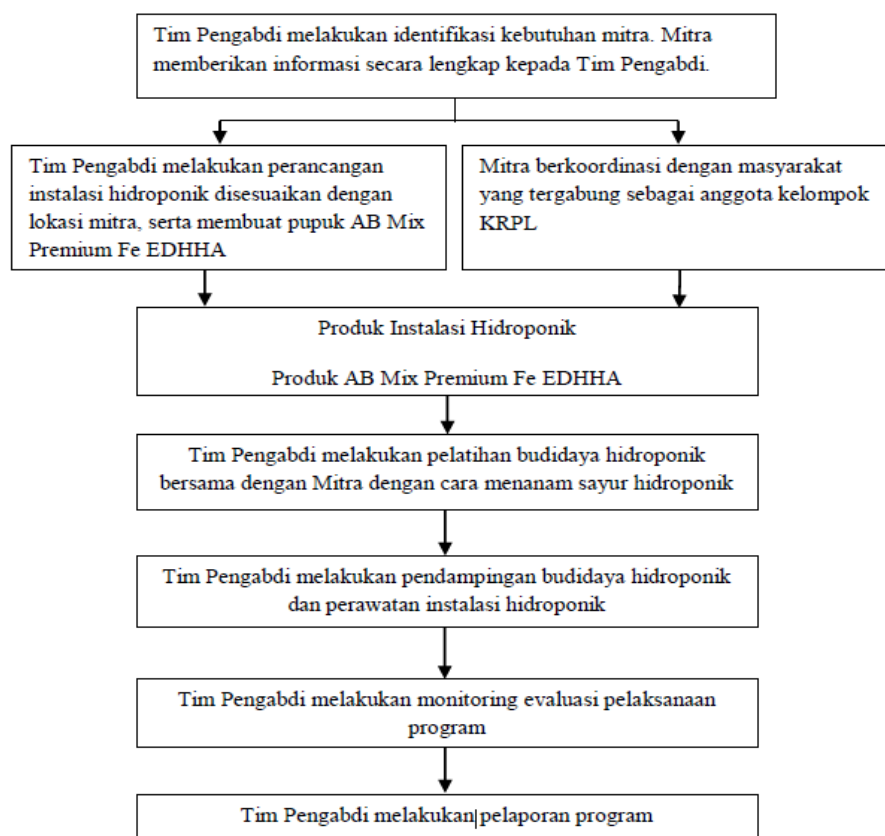 Tim Pengabdi melakukan identifikasi kebutuhan mitra. Mitra
memberikan informasi secara lengkap kepada Tim Pengabdi.
Tim Pengabdi melakukan perancangan
instalasi hidroponik disesuaikan dengan
lokasi mitra, serta membuat pupuk AB Mix
Premium Fe EDHHA
Mitra berkoordinasi dengan masyarakat
yang tergabung sebagai anggota kelompok
KRPL
Produk Instalasi Hidroponik
Produk AB Mix Premium Fe EDHHA
Tim Pengabdi melakukan pelatihan budidaya hidroponik
bersama dengan Mitra dengan cara menanam sayur hidroponik
Tim Pengabdi melakukan pendampingan budidaya hidroponik
dan perawatan instalasi hidroponik
Tim Pengabdi melakukan monitoring evaluasi pelaksanaan
program
Tim Pengabdi melakukan pelaporan program